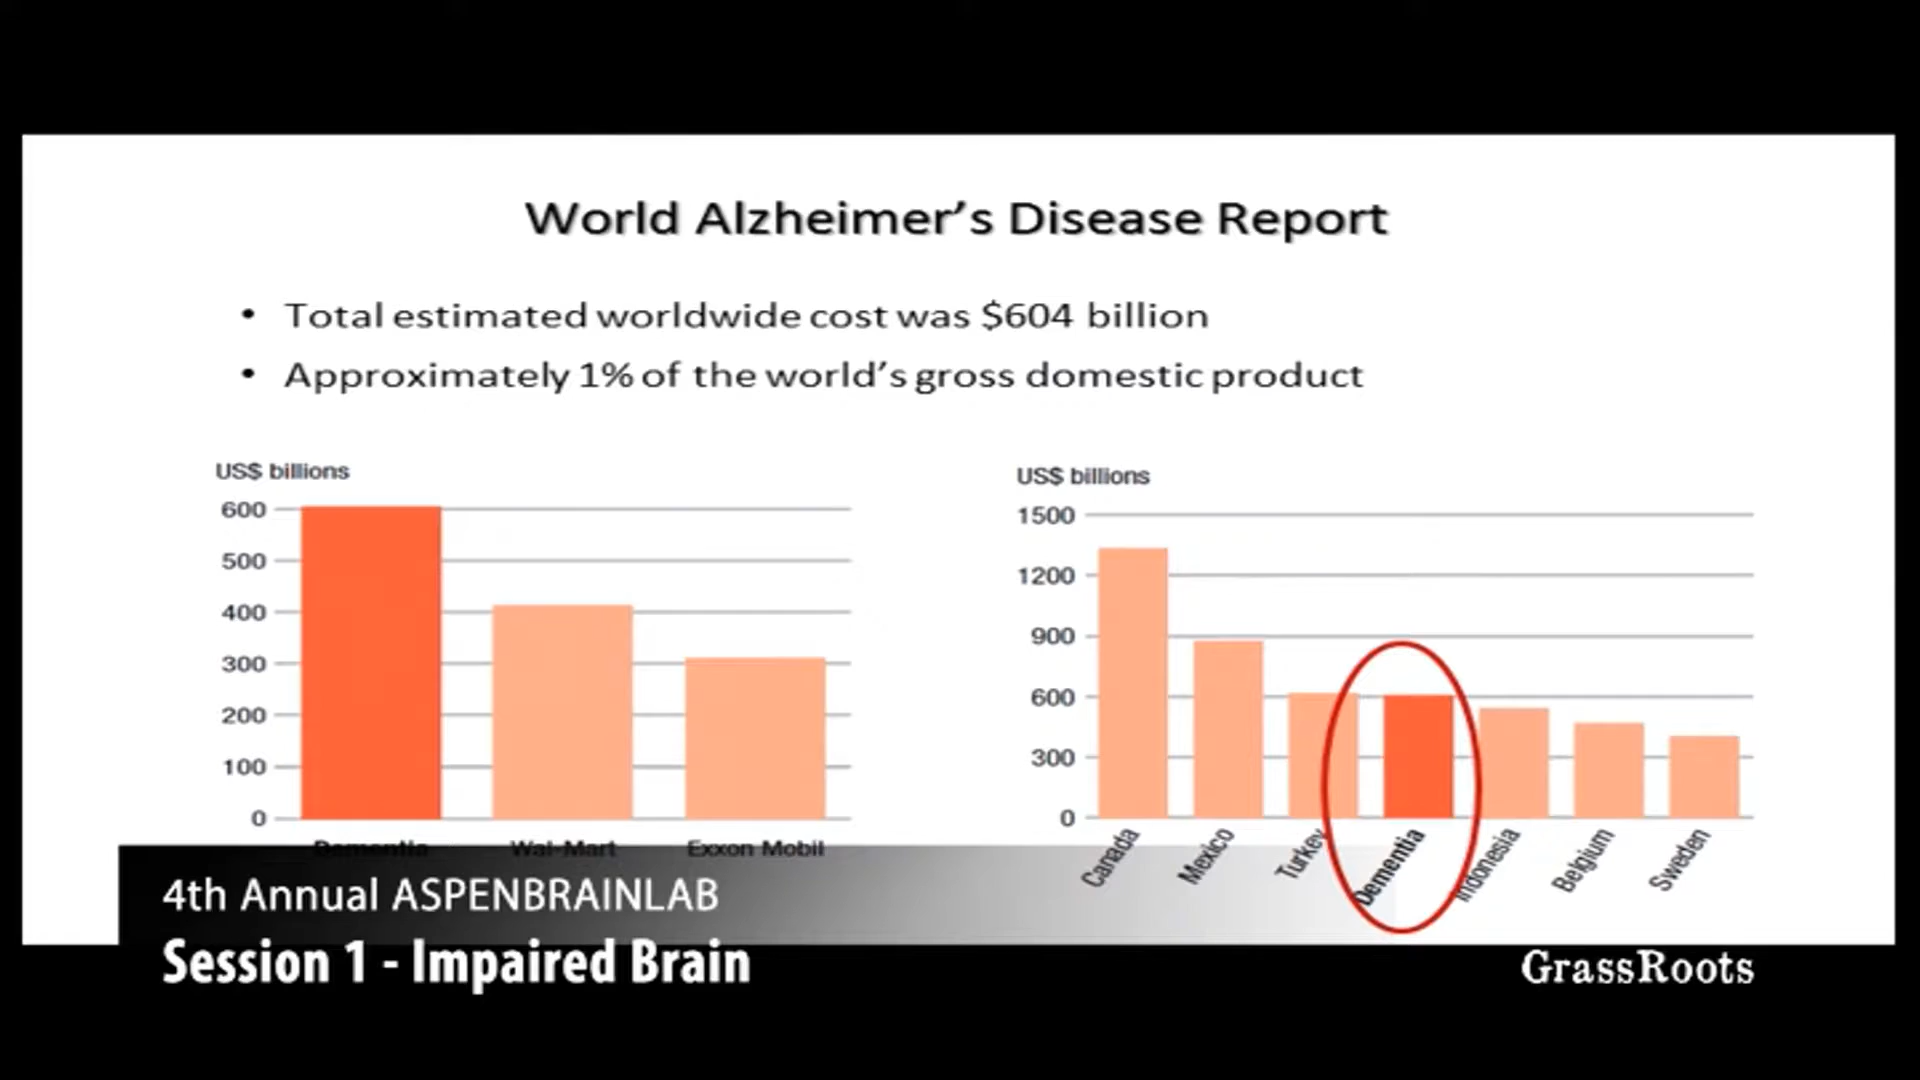 World Alzheimer's Disease Report
• Total estimated worldwide cost was $604 billion
• Approximately 1% of the world's gross domestic product
US$ billions
600
500
400
300
200
100
0
Dementia Wal-Mart Exxon Mobil
US$ billions
1500
1200
900
600
300
0
Canada Mexico Turkey Dementia Indonesia Belgium Sweden
4th Annual ASPENBRAINLAB
Session 1 - Impaired Brain
GrassRoots